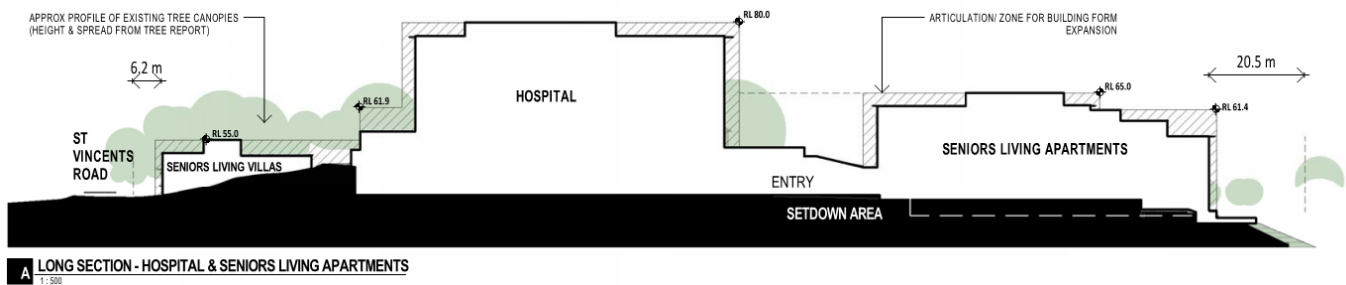 APPROX PROFILE OF EXISTING TREE CANOPIES
(HEIGHT & SPREAD FROM TREE REPORT)
RL 80.0
ARTICULATION/ ZONE FOR BUILDING FORM
EXPANSION
6.2 m
20.5 m
RL 61.9
HOSPITAL
RL 65.0
RL 61.4
RL 55.0
ST
VINCENTS
ROAD
SENIORS LIVING VILLAS
SENIORS LIVING APARTMENTS
ENTRY
SETDOWN AREA
A LONG SECTION - HOSPITAL & SENIORS LIVING APARTMENTS
1 : 500